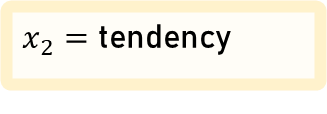 x₂ = tendency